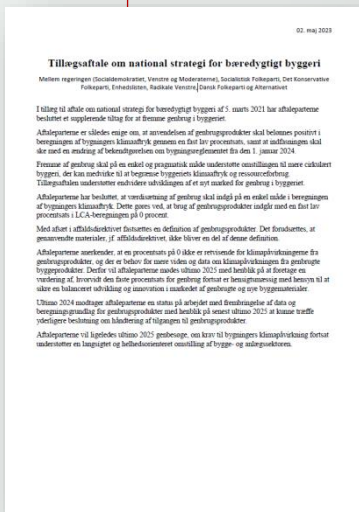 02. maj 2023
Tillægsaftale om national strategi for bæredygtigt byggeri
Mellem regeringen (Socialdemokratiet, Venstre og Moderaterne), Socialistisk Folkeparti, Det Konservative
Folkeparti, Enhedslisten, Radikale Venstre, Dansk Folkeparti og Alternativet
I tillæg til aftale om national strategi for bæredygtigt byggeri af 5. marts 2021 har aftaleparterne
besluttet et supplerende tiltag for at fremme genbrug i byggeriet.
Aftaleparterne er således enige om, at anvendelsen af genbrugsprodukter skal belønnes positivt i
beregningen af bygningers klimaaftryk gennem en fast lav procentsats, samt at indfasningen skal
ske med en ændring af bekendtgørelsen om bygningsreglementet fra den 1. januar 2024.
Fremme af genbrug skal på en enkel og pragmatisk måde understøtte omstillingen til mere cirkulært
byggeri, der kan medvirke til at begrænse byggeriets klimaaftryk og ressourceforbrug.
Tillægsaftalen understøtter endvidere udviklingen af et nyt marked for genbrug i byggeriet.
Aftaleparterne har besluttet, at værdisætning af genbrug skal indgå på en enkel måde i beregningen
af bygningers klimaaftryk. Dette gøres ved, at brug af genbrugsprodukter indgår med en fast lav
procentsats i LCA-beregningen på 0 procent.
Med afsæt i affaldsdirektivet fastsættes en definition af genbrugsprodukter. Det forudsættes, at
genanvendte materialer, jf. affaldsdirektivet, ikke bliver en del af denne definition.
Aftaleparterne anerkender, at en procentsats på 0 ikke er retvisende for klimapåvirkningerne fra
genbrugsprodukter, og der er behov for mere viden og data om klimapåvirkning fra genbrugte
byggeprodukter. Derfor vil aftaleparterne mødes ultimo 2025 med henblik på at foretage en
vurdering af, hvorvidt den faste procentsats for genbrug fortsat er hensigtsmæssig med hensyn til at
sikre en balanceret udvikling og innovation i markedet af genbrugte og nye byggematerialer.
Ultimo 2024 modtager aftaleparterne en status på arbejdet med frembringelse af data og
beregningsgrundlag for genbrugsprodukter med henblik på senest ultimo 2025 at kunne træffe
yderligere beslutning om håndtering af tilgangen til genbrugsprodukter.
Aftaleparterne vil ligeledes ultimo 2025 genbesøge, om krav til bygningers klimaaftryk fortsat
understøtter en langsigtet og helhedsorienteret omstilling af bygge- og anlægssektoren.